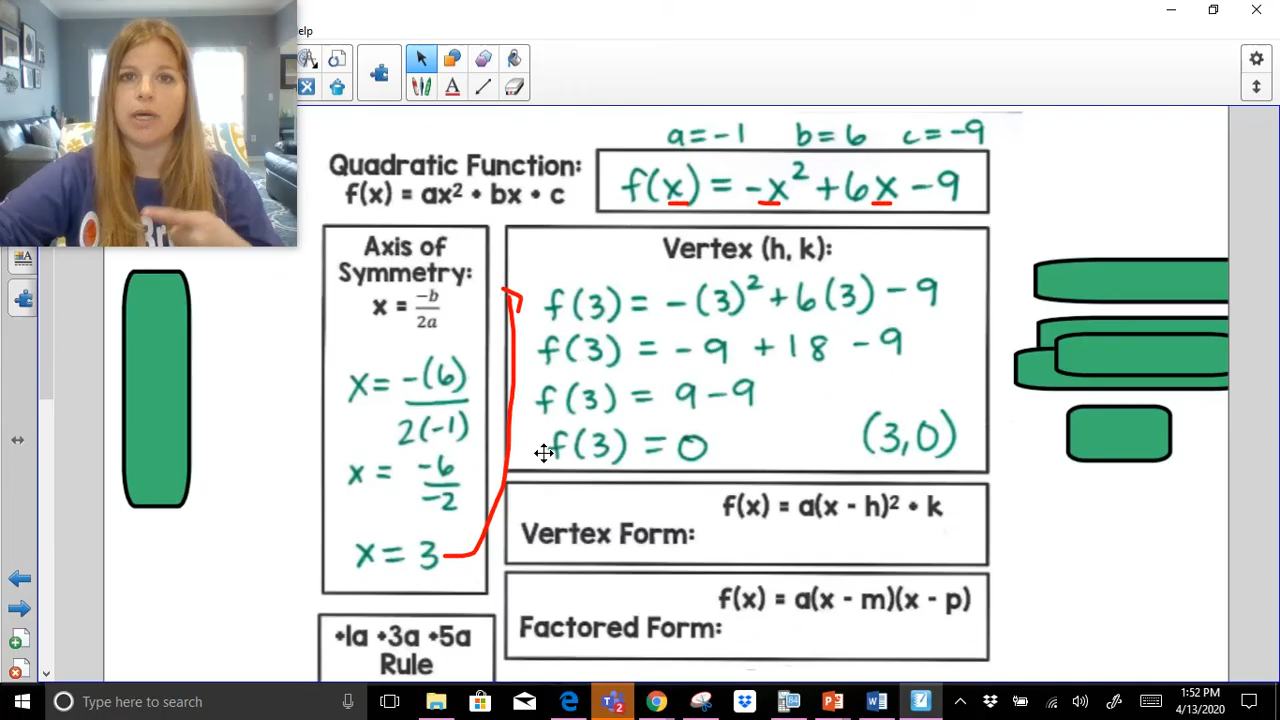 elp
a = -1 b = 6 c = -9
Quadratic Function:
f(x) = ax² + bx + c
f(x) = -x² + 6x - 9
Axis of
Symmetry:
x = -b/2a
x = -(6)/2(-1)
x = -6/-2
x = 3
Vertex (h, k):
f(3) = -(3)² + 6(3) - 9
f(3) = -9 + 18 - 9
f(3) = 9 - 9
f(3) = 0 (3,0)
f(x) = a(x - h)² + k
Vertex Form:
f(x) = a(x - m)(x - p)
Factored Form:
+1a +3a +5a
Rule
Type here to search
1:52 PM
4/13/2020